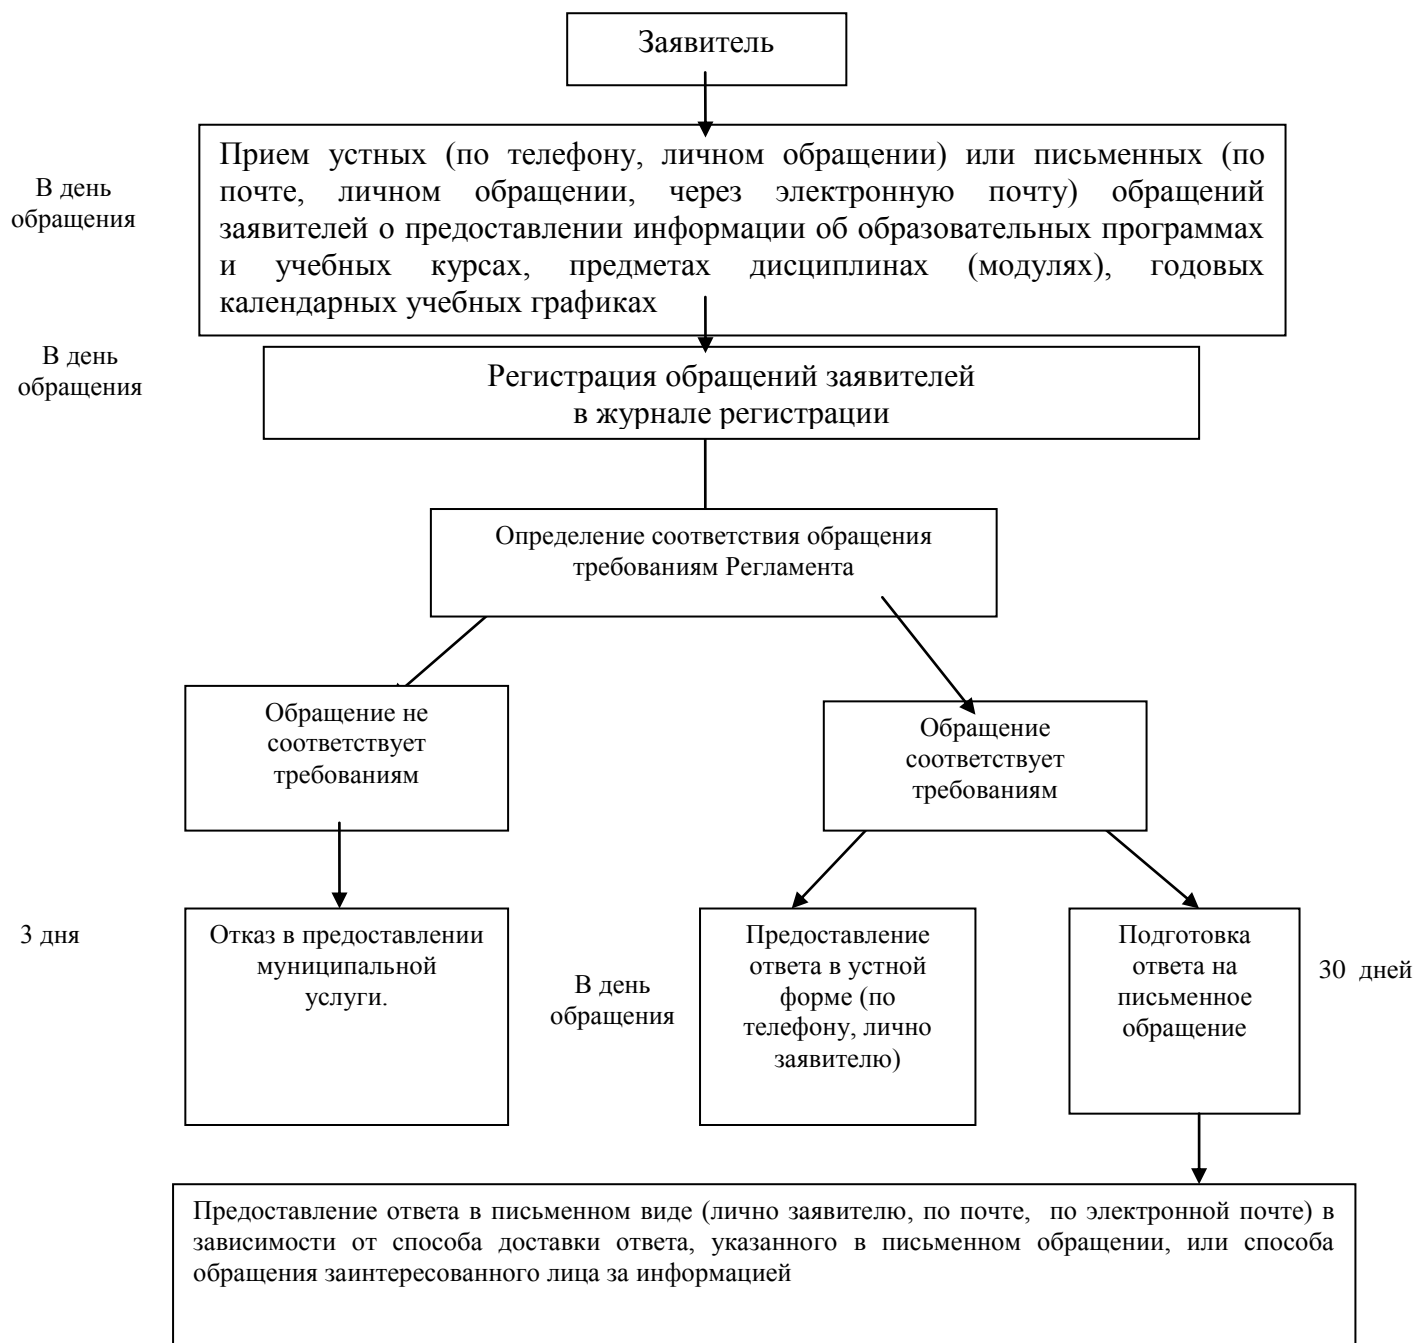 Заявитель
Прием устных (по телефону, личном обращении) или письменных (по
почте, личном обращении, через электронную почту) обращений
заявителей о предоставлении информации об образовательных программах
и учебных курсах, предметах дисциплинах (модулях), годовых
календарных учебных графиках
В день
обращения
В день
обращения
Регистрация обращений заявителей
в журнале регистрации
Определение соответствия обращения
требованиям Регламента
Обращение не
соответствует
требованиям
Обращение
соответствует
требованиям
3 дня
Отказ в предоставлении
муниципальной
услуги.
В день
обращения
Предоставление
ответа в устной
форме (по
телефону, лично
заявителю)
Подготовка
ответа на
письменное
обращение
30 дней
Предоставление ответа в письменном виде (лично заявителю, по почте, по электронной почте) в
зависимости от способа доставки ответа, указанного в письменном обращении, или способа
обращения заинтересованного лица за информацией